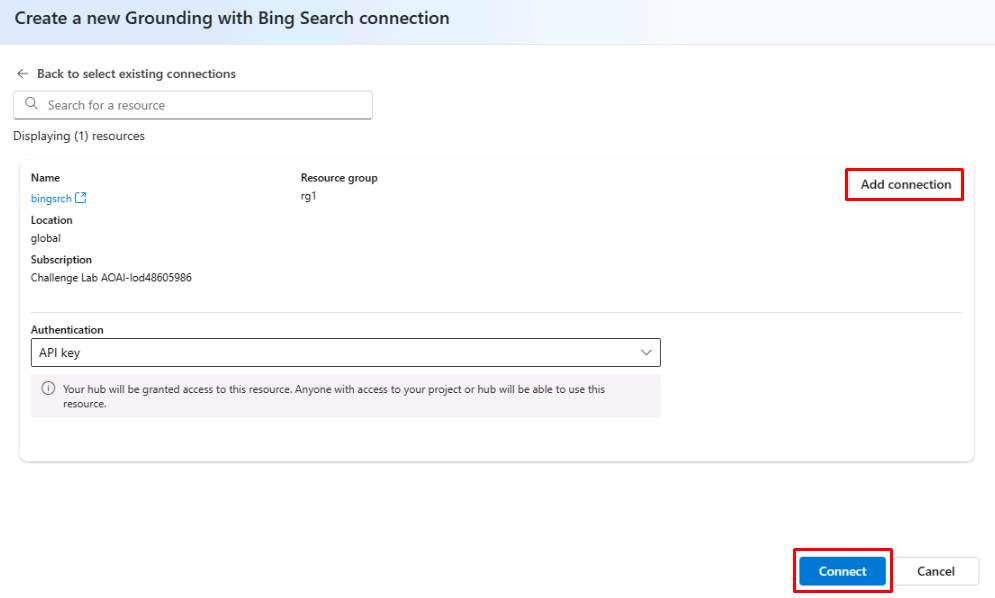 Create a new Grounding with Bing Search connection
Back to select existing connections
Search for a resource
Displaying (1) resources
Name
Resource group
Add connection
bingsrch
rg1
Location
global
Subscription
Challenge Lab AOAI-lod48605986
Authentication
API key
Your hub will be granted access to this resource. Anyone with access to your project or hub will be able to use this
resource.
Connect
Cancel